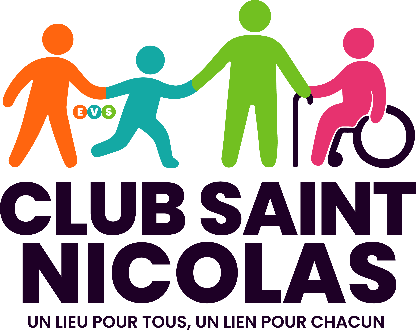 EVS
CLUB SAINT
NICOLAS
UN LIEU POUR TOUS, UN LIEN POUR CHACUN